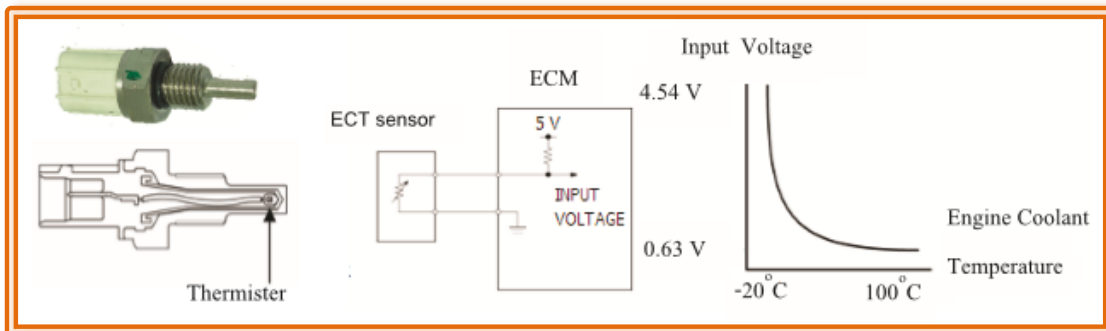 ECT sensor
Thermister
ECM
5 V
INPUT
VOLTAGE
Input Voltage
4.54 V
0.63 V
Engine Coolant
Temperature
-20°C
100°C